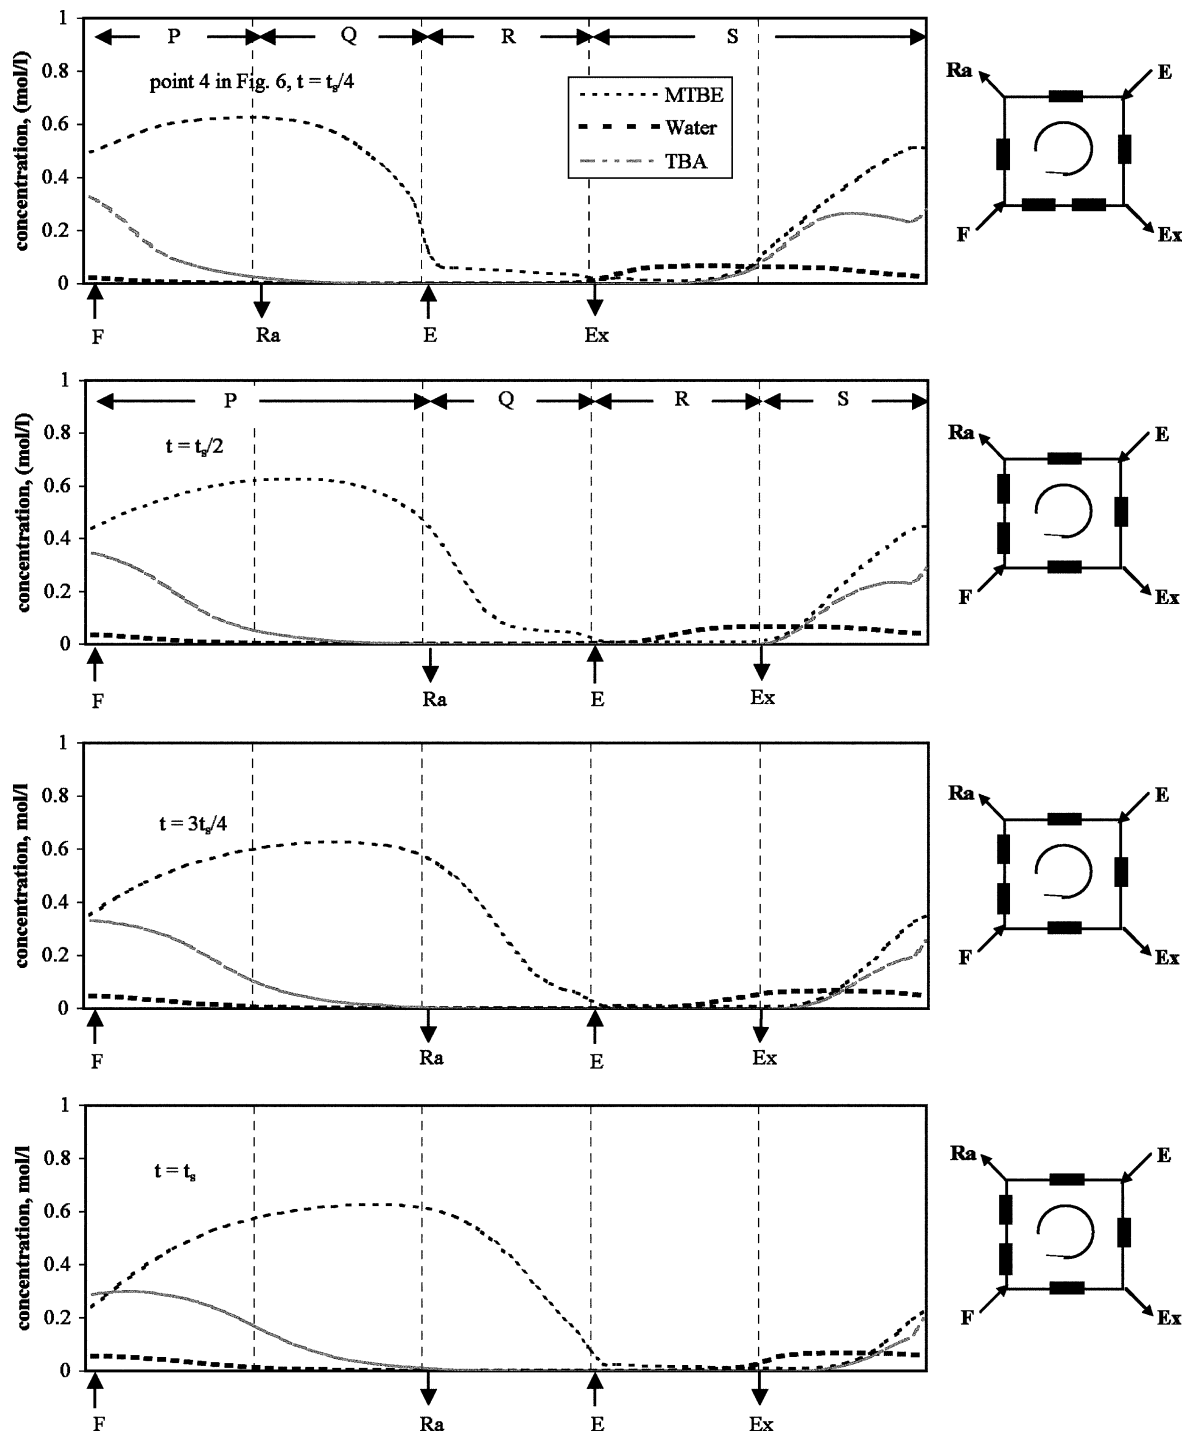 1
P
Q
R
S
Ra
E
0.8
point 4 in Fig. 6, t = ts/4
MTBE
Water
TBA
0.6
0.4
0.2
0
concentration, (mol/l)
F
Ex
F
Ra
E
Ex
1
P
Q
R
S
Ra
E
0.8
t = ts/2
0.6
0.4
0.2
0
concentration, (mol/l)
F
Ex
F
Ra
E
Ex
1
0.8
t = 3ts/4
0.6
0.4
0.2
0
concentration, mol/l
Ra
E
F
Ex
F
Ra
E
Ex
1
0.8
t = ts
0.6
0.4
0.2
0
concentration, mol/l
Ra
E
F
Ex
F
Ra
E
Ex